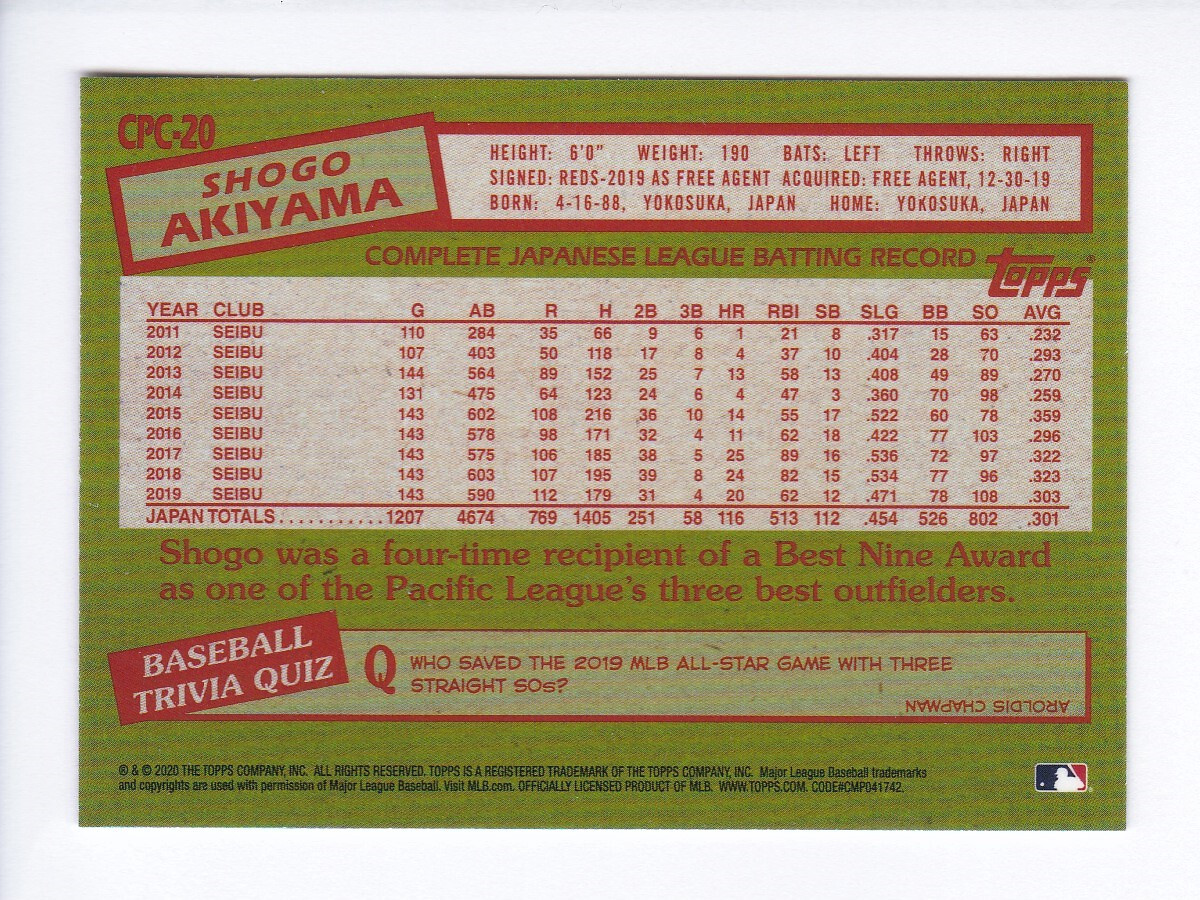 CPC-20
SHOGO
AKIYAMA
HEIGHT: 6'0" WEIGHT: 190 BATS: LEFT THROWS: RIGHT
SIGNED: REDS-2019 AS FREE AGENT ACQUIRED: FREE AGENT, 12-30-19
BORN: 4-16-88, YOKOSUKA, JAPAN HOME: YOKOSUKA, JAPAN
COMPLETE JAPANESE LEAGUE BATTING RECORD
topps®
YEAR CLUB G AB R H 2B 3B HR RBI SB SLG BB SO AVG
2011 SEIBU 110 284 35 66 9 6 1 21 8 .317 15 63 .232
2012 SEIBU 107 403 50 118 17 8 4 37 10 .404 28 70 .293
2013 SEIBU 144 564 89 152 25 7 13 58 13 .408 49 89 .270
2014 SEIBU 131 475 64 123 24 6 4 47 3 .360 70 98 .259
2015 SEIBU 143 602 108 216 36 10 14 55 17 .522 60 78 .359
2016 SEIBU 143 578 98 171 32 4 11 62 18 .422 77 103 .296
2017 SEIBU 143 575 106 185 38 5 25 89 16 .536 72 97 .322
2018 SEIBU 143 603 107 195 39 8 24 82 15 .534 77 96 .323
2019 SEIBU 143 590 112 179 31 4 20 62 12 .471 78 108 .303
JAPAN TOTALS............1207 4674 769 1405 251 58 116 513 112 .454 526 802 .301
Shogo was a four-time recipient of a Best Nine Award
as one of the Pacific League's three best outfielders.
BASEBALL
TRIVIA QUIZ
Q WHO SAVED THE 2019 MLB ALL-STAR GAME WITH THREE
STRAIGHT SOs?
AROLDIS CHAPMAN
® & © 2020 THE TOPPS COMPANY, INC. ALL RIGHTS RESERVED. TOPPS IS A REGISTERED TRADEMARK OF THE TOPPS COMPANY, INC. Major League Baseball trademarks
and copyrights are used with permission of Major League Baseball. Visit MLB.com. OFFICIALLY LICENSED PRODUCT OF MLB. WWW.TOPPS.COM. CODE#CMP041742.